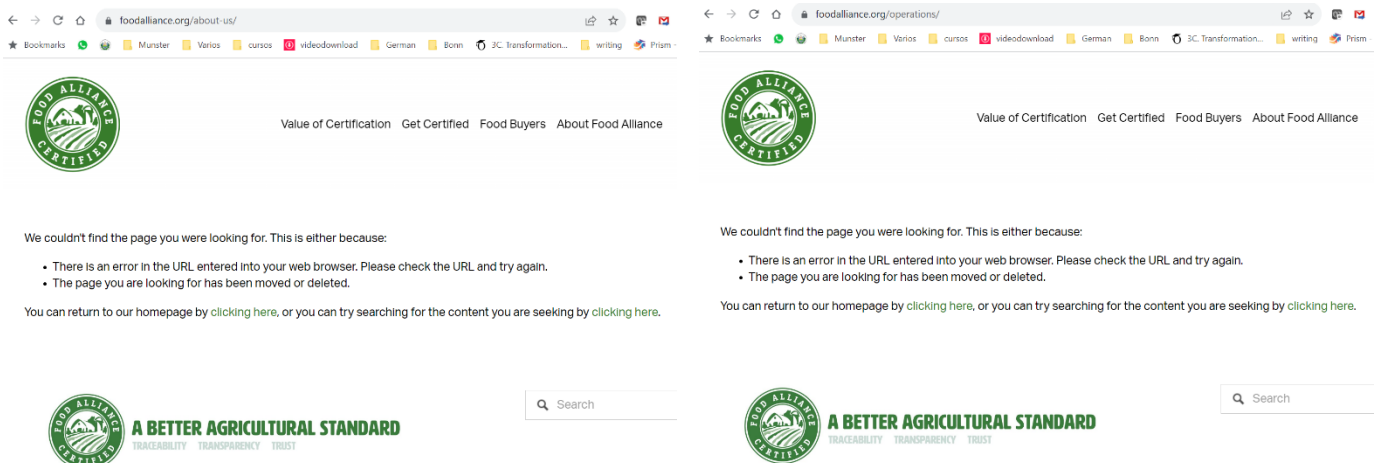 foodalliance.org/about-us/
Bookmarks Munster Varios cursos videodownload German Bonn 3C. Transformation... writing Prism -
FOOD ALLIANCE CERTIFIED
Value of Certification Get Certified Food Buyers About Food Alliance
We couldn't find the page you were looking for. This is either because:
• There is an error in the URL entered into your web browser. Please check the URL and try again.
• The page you are looking for has been moved or deleted.
You can return to our homepage by clicking here, or you can try searching for the content you are seeking by clicking here.
FOOD ALLIANCE CERTIFIED
A BETTER AGRICULTURAL STANDARD
TRACEABILITY TRANSPARENCY TRUST
Search
foodalliance.org/operations/
Bookmarks Munster Varios cursos videodownload German Bonn 3C. Transformation... writing Prism -
FOOD ALLIANCE CERTIFIED
Value of Certification Get Certified Food Buyers About Food Alliance
We couldn't find the page you were looking for. This is either because:
• There is an error in the URL entered into your web browser. Please check the URL and try again.
• The page you are looking for has been moved or deleted.
You can return to our homepage by clicking here, or you can try searching for the content you are seeking by clicking here.
FOOD ALLIANCE CERTIFIED
A BETTER AGRICULTURAL STANDARD
TRACEABILITY TRANSPARENCY TRUST
Search